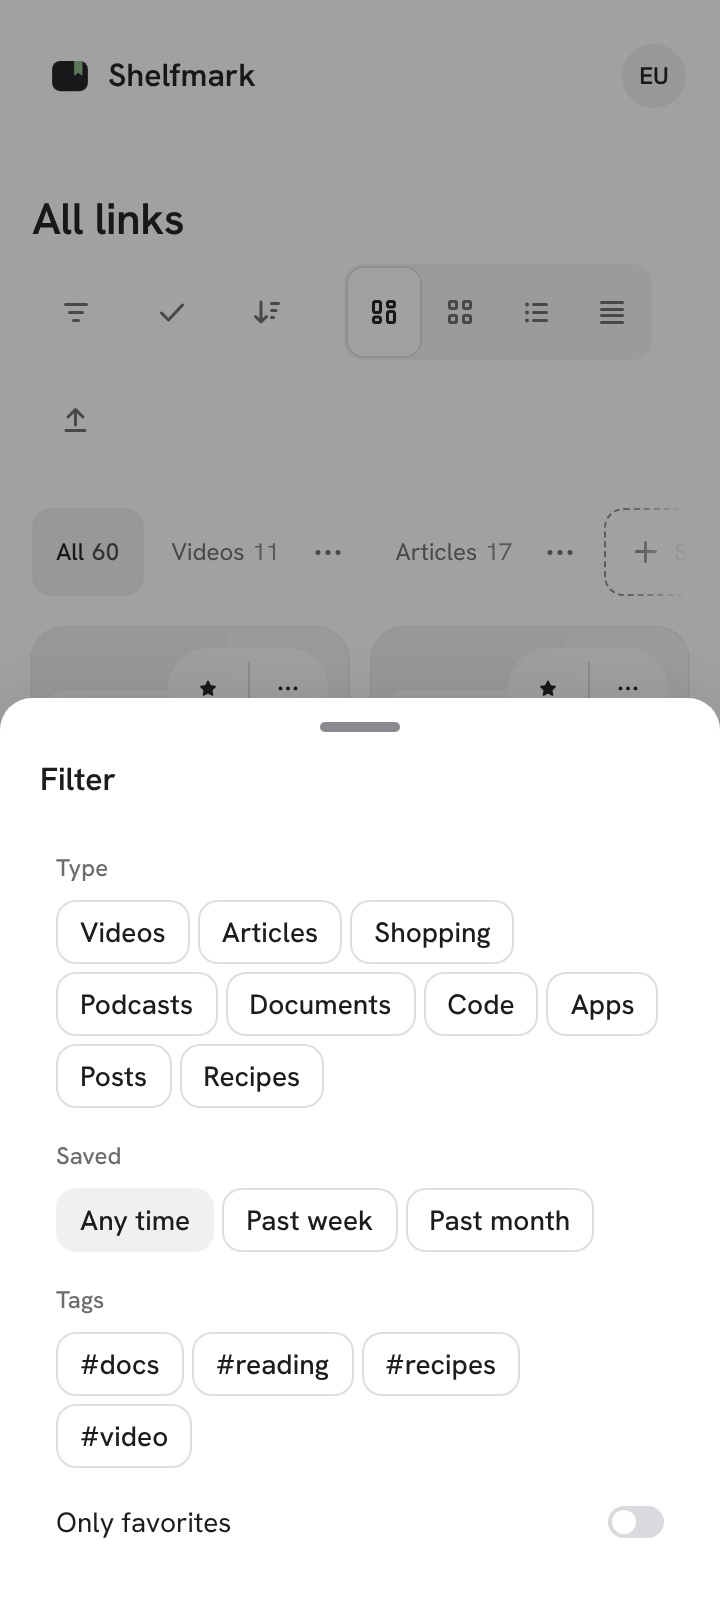 Shelfmark
EU
All links
All 60 Videos 11 Articles 17
Filter
Type
Videos Articles Shopping
Podcasts Documents Code Apps
Posts Recipes
Saved
Any time Past week Past month
Tags
#docs #reading #recipes
#video
Only favorites